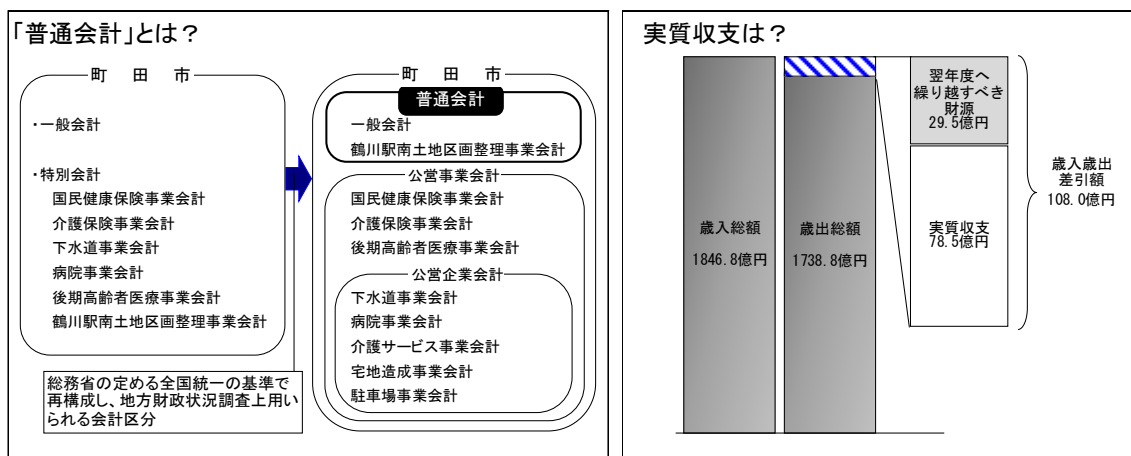 「普通会計」とは？
町 田 市
・一般会計
・特別会計
国民健康保険事業会計
介護保険事業会計
下水道事業会計
病院事業会計
後期高齢者医療事業会計
鶴川駅南土地区画整理事業会計
総務省の定める全国統一の基準で
再構成し、地方財政状況調査上用い
られる会計区分
町 田 市
普通会計
一般会計
鶴川駅南土地区画整理事業会計
公営事業会計
国民健康保険事業会計
介護保険事業会計
後期高齢者医療事業会計
公営企業会計
下水道事業会計
病院事業会計
介護サービス事業会計
宅地造成事業会計
駐車場事業会計
実質収支は？
歳入総額
1846.8億円
歳出総額
1738.8億円
翌年度へ
繰り越すべき
財源
29.5億円
実質収支
78.5億円
歳入歳出
差引額
108.0億円